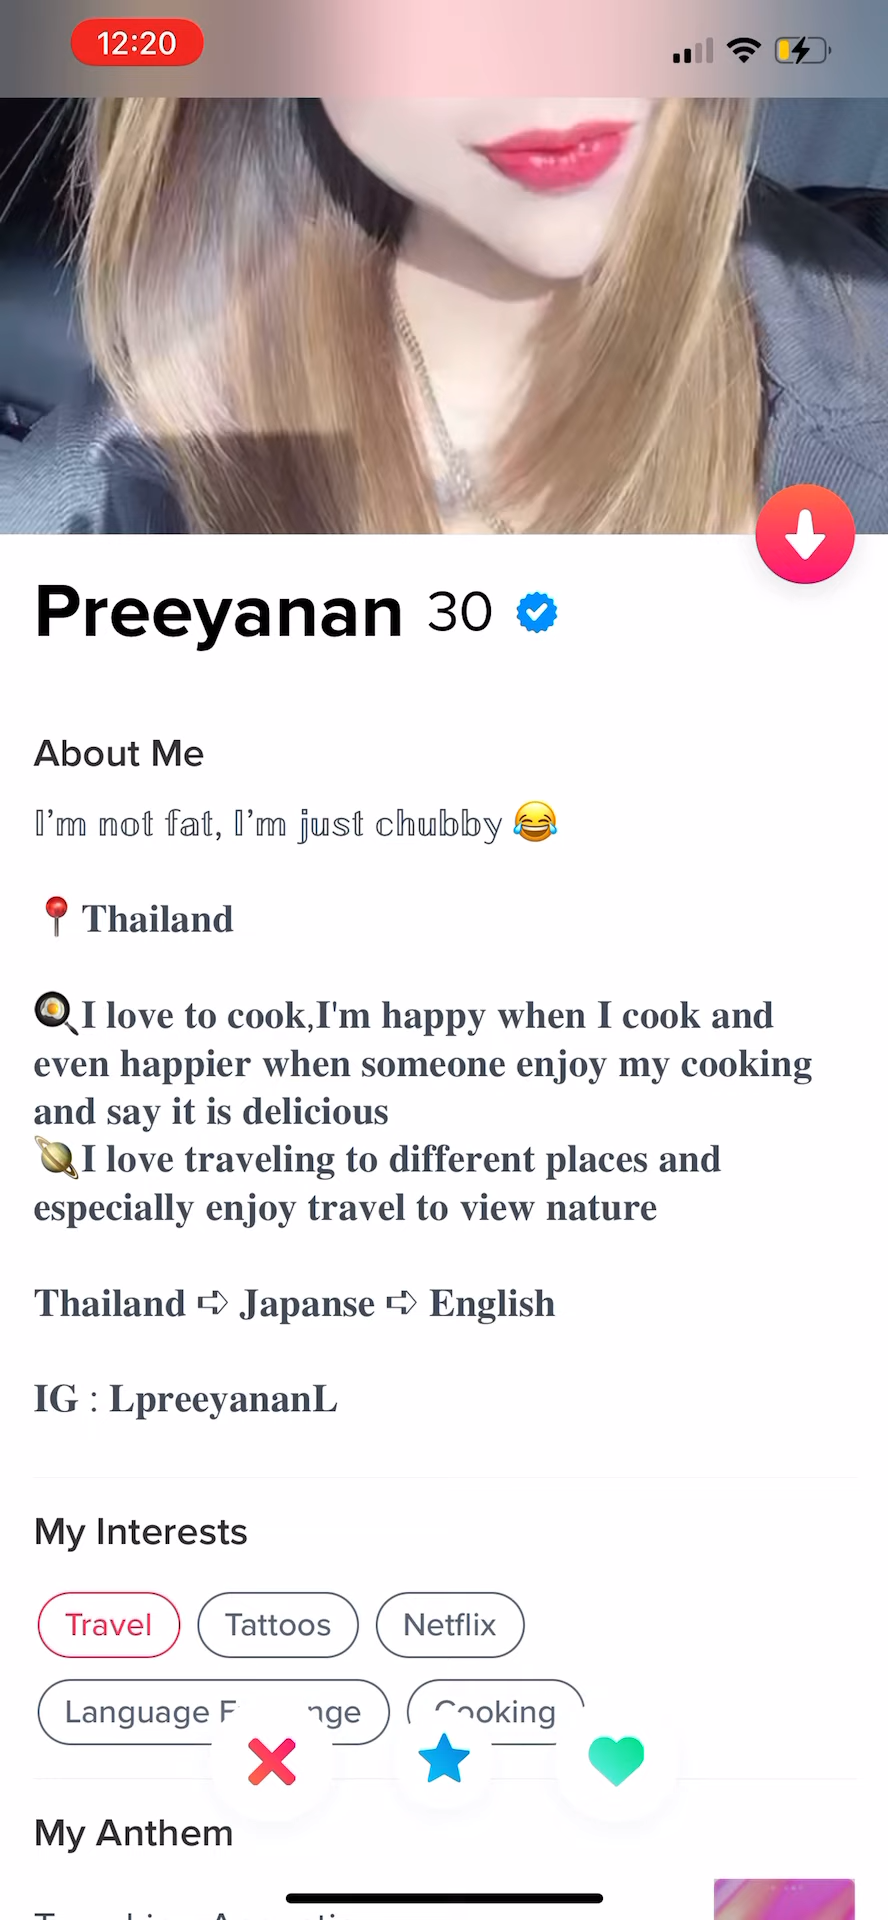 12:20
Preeyanan 30
About Me
I'm not fat, I'm just chubby 😂
📍 Thailand
🍳I love to cook,I'm happy when I cook and
even happier when someone enjoy my cooking
and say it is delicious
🪐I love traveling to different places and
especially enjoy travel to view nature
Thailand ➪ Japanse ➪ English
IG : LpreeyananL
My Interests
Travel Tattoos Netflix
Language Cooking
My Anthem